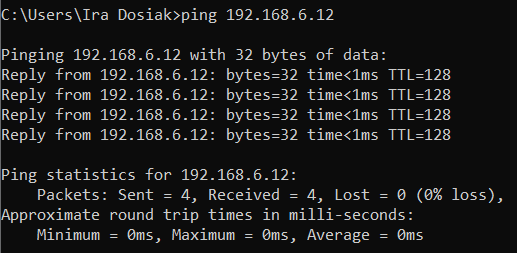 C:\Users\Ira Dosiak>ping 192.168.6.12
Pinging 192.168.6.12 with 32 bytes of data:
Reply from 192.168.6.12: bytes=32 time<1ms TTL=128
Reply from 192.168.6.12: bytes=32 time<1ms TTL=128
Reply from 192.168.6.12: bytes=32 time<1ms TTL=128
Reply from 192.168.6.12: bytes=32 time<1ms TTL=128
Ping statistics for 192.168.6.12:
    Packets: Sent = 4, Received = 4, Lost = 0 (0% loss),
Approximate round trip times in milli-seconds:
    Minimum = 0ms, Maximum = 0ms, Average = 0ms